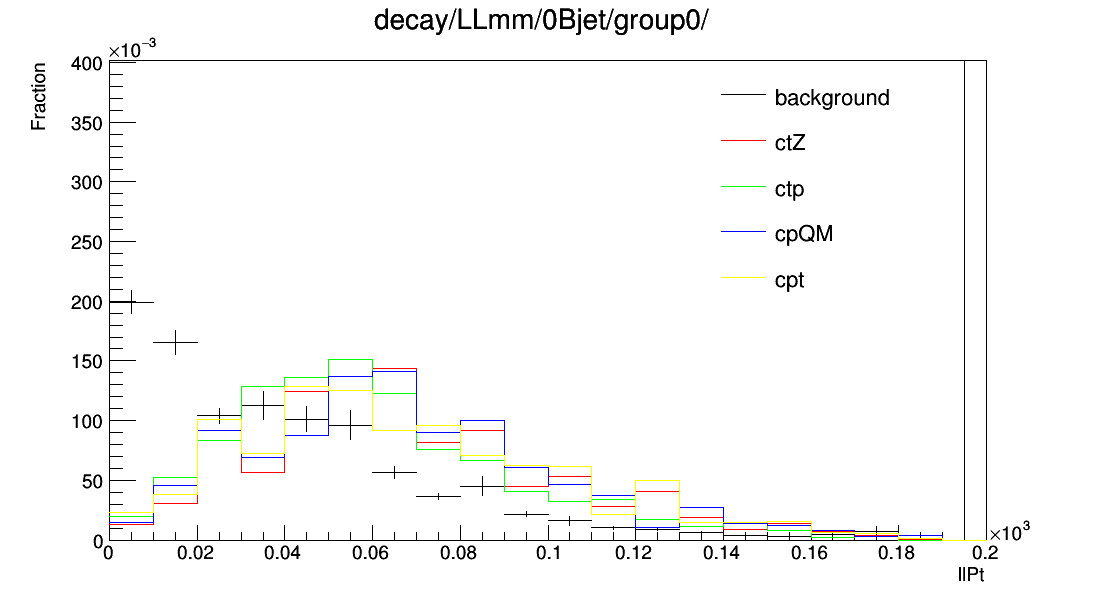 decay/LLmm/0Bjet/group0/
×10⁻³
Fraction
400
350
300
250
200
150
100
50
0
background
ctZ
ctp
cpQM
cpt
0 0.02 0.04 0.06 0.08 0.1 0.12 0.14 0.16 0.18 0.2
×10³
llPt